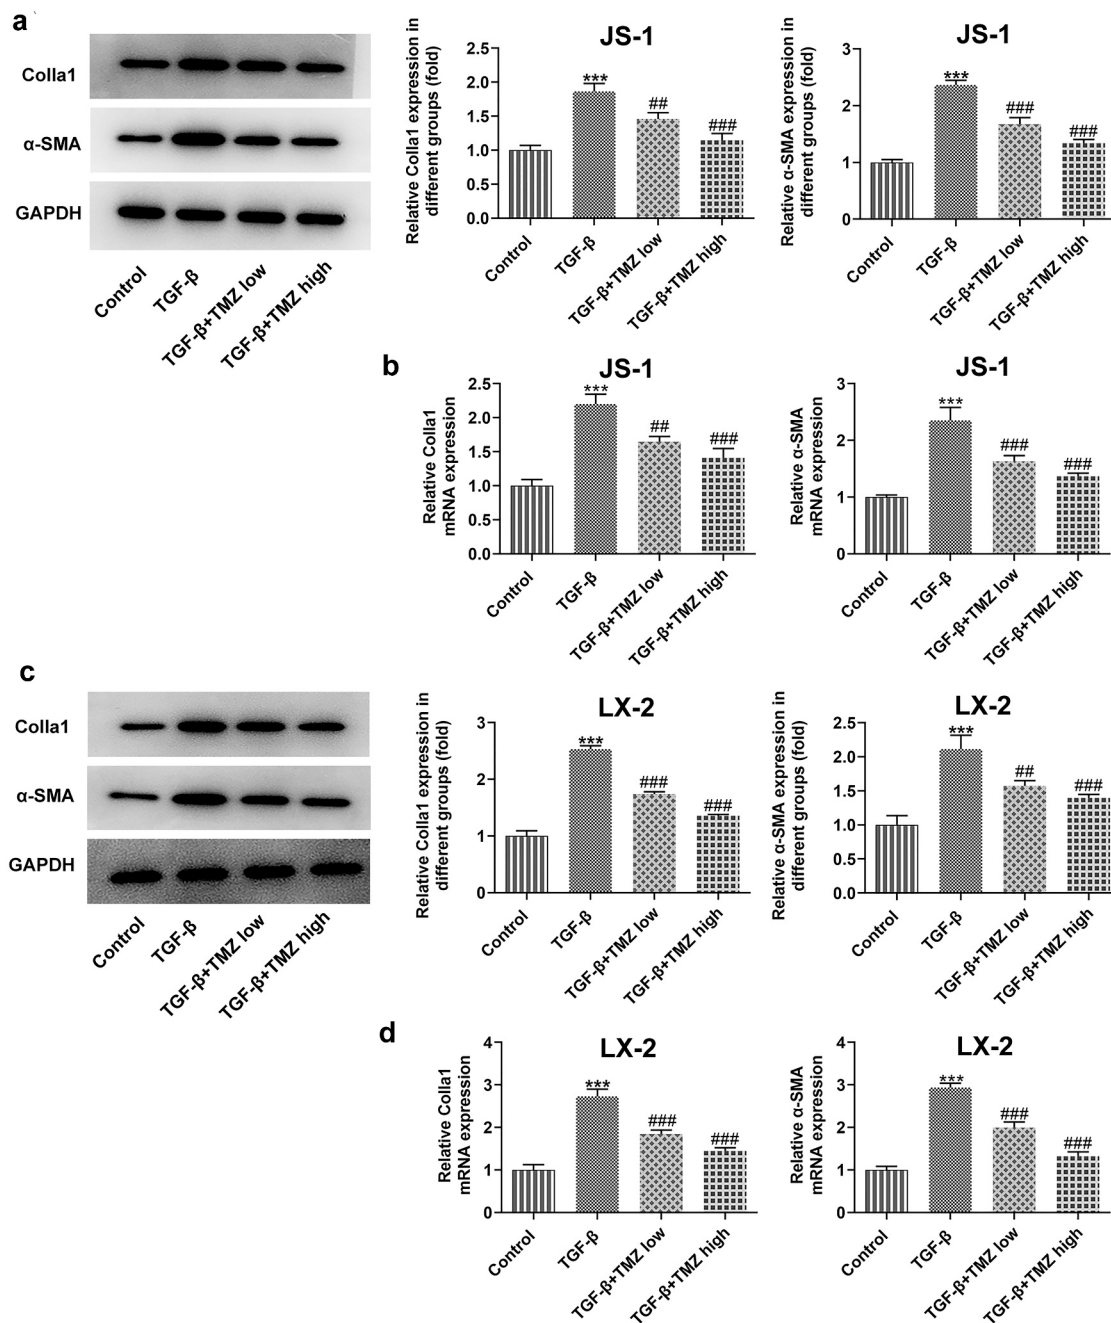 a
Colla1
α-SMA
GAPDH
Control
TGF-β
TGF-β+TMZ low
TGF-β+TMZ high
JS-1
Relative Colla1 expression in
different groups (fold)
2.5
2.0
1.5
1.0
0.5
0.0
***
##
###
Control
TGF-β
TGF-β+TMZ low
TGF-β+TMZ high
JS-1
Relative α-SMA expression in
different groups (fold)
3
2
1
0
***
###
###
Control
TGF-β
TGF-β+TMZ low
TGF-β+TMZ high
b
JS-1
Relative Colla1
mRNA expression
2.5
2.0
1.5
1.0
0.5
0.0
***
##
###
Control
TGF-β
TGF-β+TMZ low
TGF-β+TMZ high
JS-1
Relative α-SMA
mRNA expression
3
2
1
0
***
###
###
Control
TGF-β
TGF-β+TMZ low
TGF-β+TMZ high
c
Colla1
α-SMA
GAPDH
Control
TGF-β
TGF-β+TMZ low
TGF-β+TMZ high
LX-2
Relative Colla1 expression in
different groups (fold)
3
2
1
0
***
###
###
Control
TGF-β
TGF-β+TMZ low
TGF-β+TMZ high
LX-2
Relative α-SMA expression in
different groups (fold)
2.5
2.0
1.5
1.0
0.5
0.0
***
##
###
Control
TGF-β
TGF-β+TMZ low
TGF-β+TMZ high
d
LX-2
Relative Colla1
mRNA expression
4
3
2
1
0
***
###
###
Control
TGF-β
TGF-β+TMZ low
TGF-β+TMZ high
LX-2
Relative α-SMA
mRNA expression
4
3
2
1
0
***
###
###
Control
TGF-β
TGF-β+TMZ low
TGF-β+TMZ high